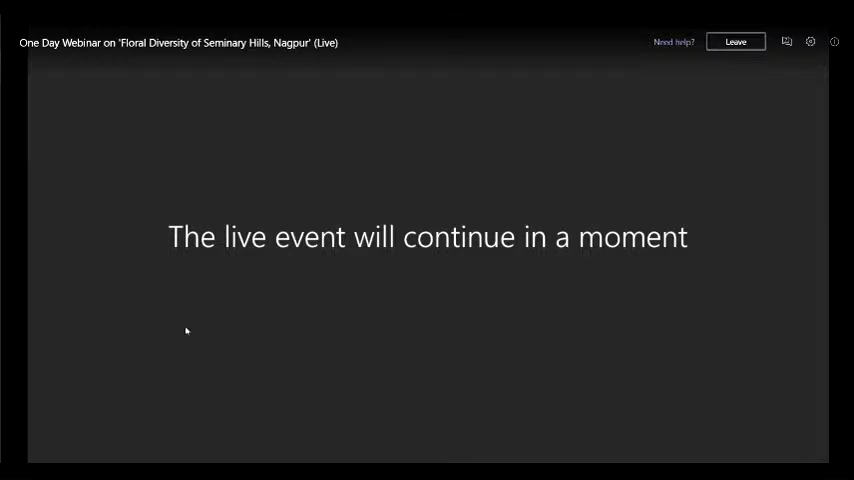 One Day Webinar on 'Floral Diversity of Seminary Hills, Nagpur' (Live)
Need help?
Leave
The live event will continue in a moment